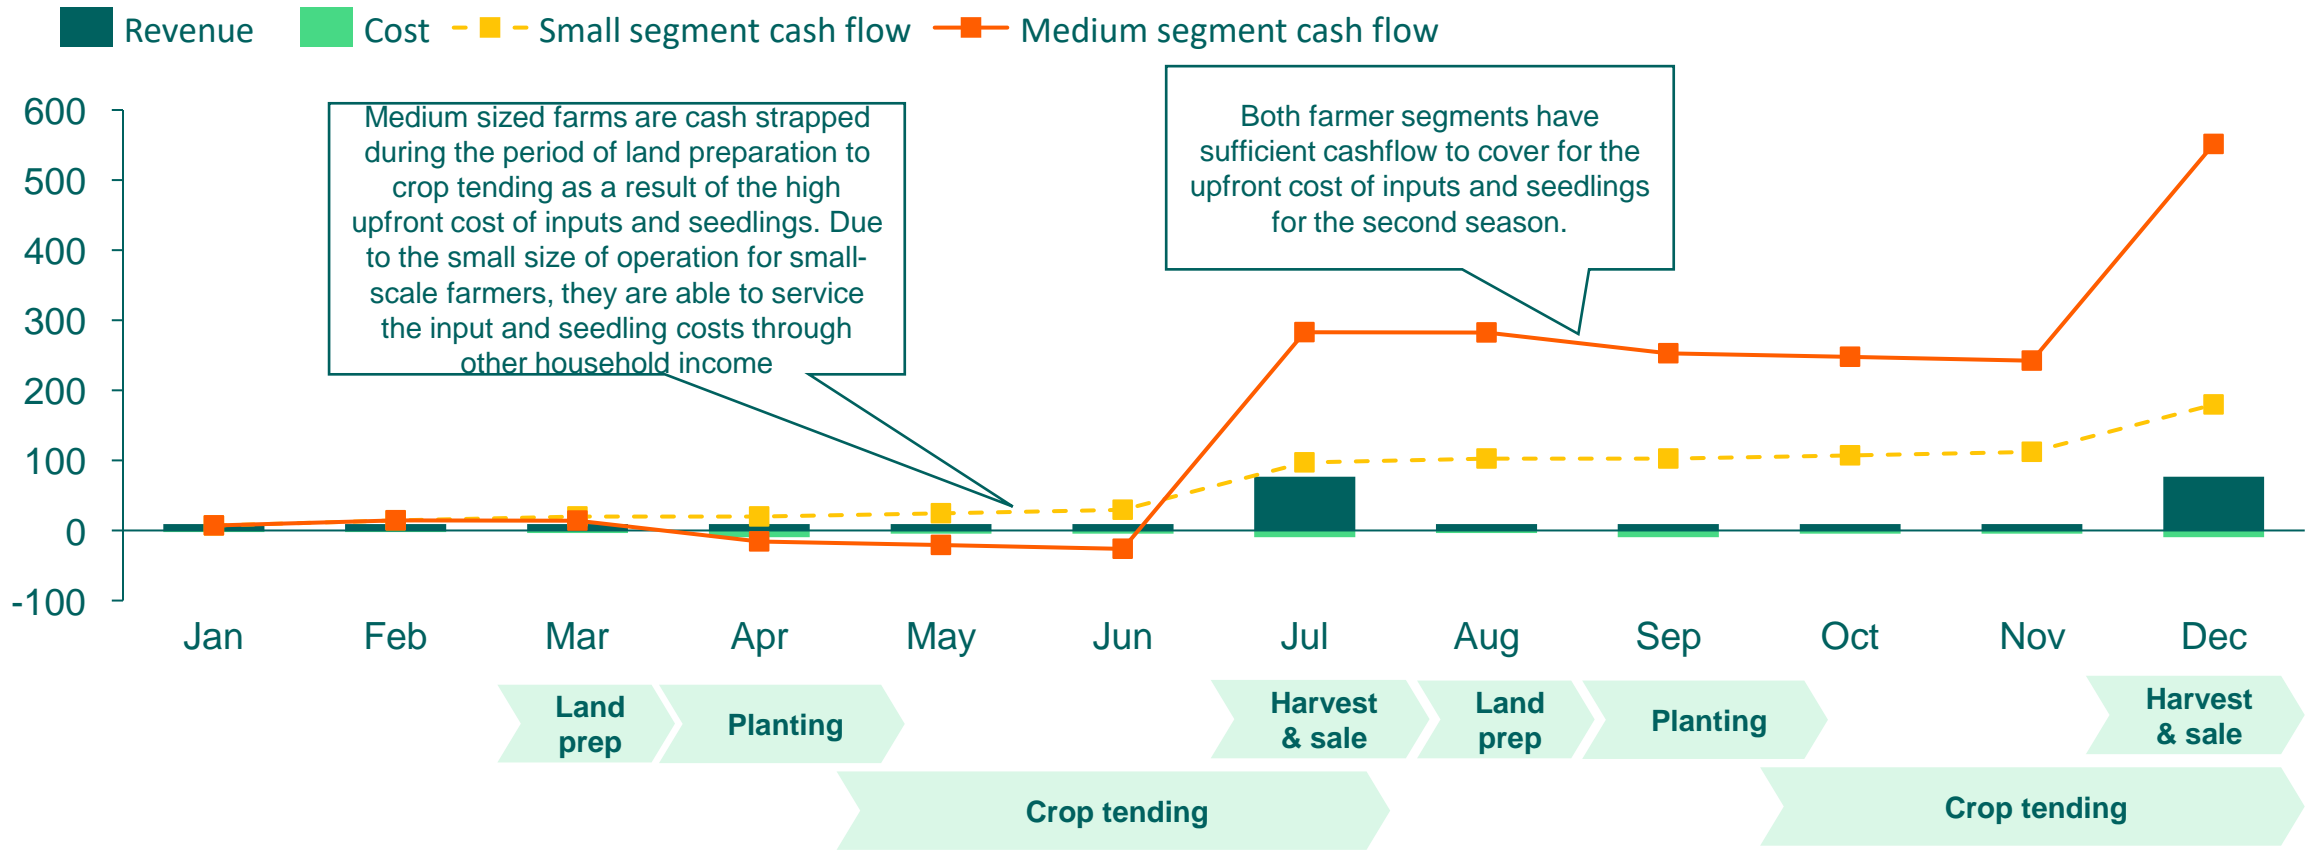 Revenue Cost Small segment cash flow Medium segment cash flow
600
500
400
300
200
100
0
-100
Medium sized farms are cash strapped
during the period of land preparation to
crop tending as a result of the high
upfront cost of inputs and seedlings. Due
to the small size of operation for small-
scale farmers, they are able to service
the input and seedling costs through
other household income
Both farmer segments have
sufficient cashflow to cover for the
upfront cost of inputs and seedlings
for the second season.
Jan Feb Mar Apr May Jun Jul Aug Sep Oct Nov Dec
Land
prep
Planting
Harvest
& sale
Land
prep
Planting
Harvest
& sale
Crop tending
Crop tending